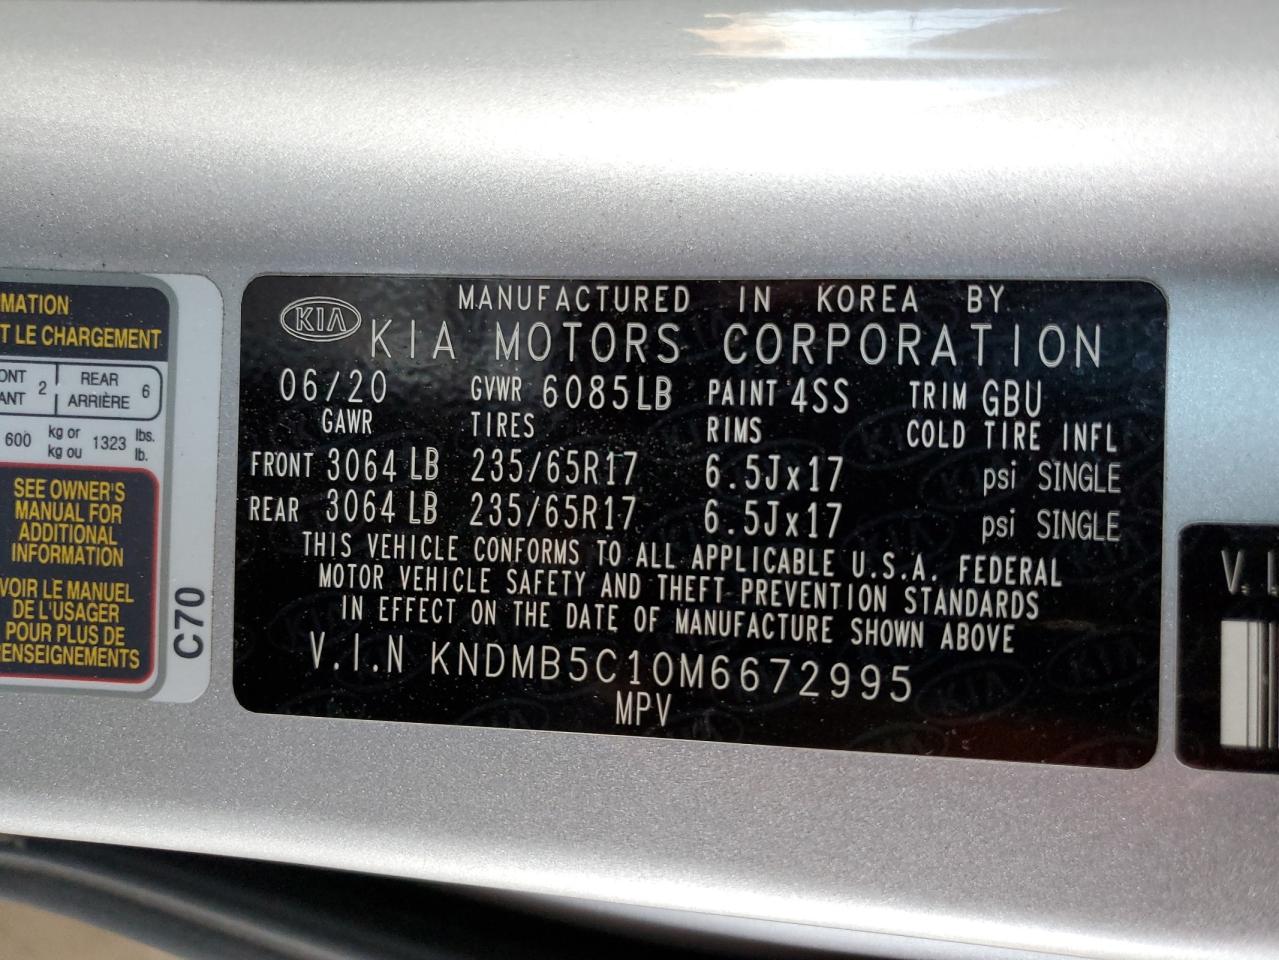 MATION
T LE CHARGEMENT
ONT 2 REAR 6
ANT ARRIÈRE
600 kg or 1323 lbs.
kg ou lb.
SEE OWNER'S
MANUAL FOR
ADDITIONAL
INFORMATION
VOIR LE MANUEL
DE L'USAGER
POUR PLUS DE
RENSEIGNEMENTS
C70
MANUFACTURED IN KOREA BY
KIA KIA MOTORS CORPORATION
06/20 GVWR 6085LB PAINT 4SS TRIM GBU
GAWR TIRES RIMS COLD TIRE INFL
FRONT 3064 LB 235/65R17 6.5Jx17 psi SINGLE
REAR 3064 LB 235/65R17 6.5Jx17 psi SINGLE
THIS VEHICLE CONFORMS TO ALL APPLICABLE U.S.A. FEDERAL
MOTOR VEHICLE SAFETY AND THEFT PREVENTION STANDARDS
IN EFFECT ON THE DATE OF MANUFACTURE SHOWN ABOVE
V.I.N KNDMB5C10M6672995
MPV
V.I